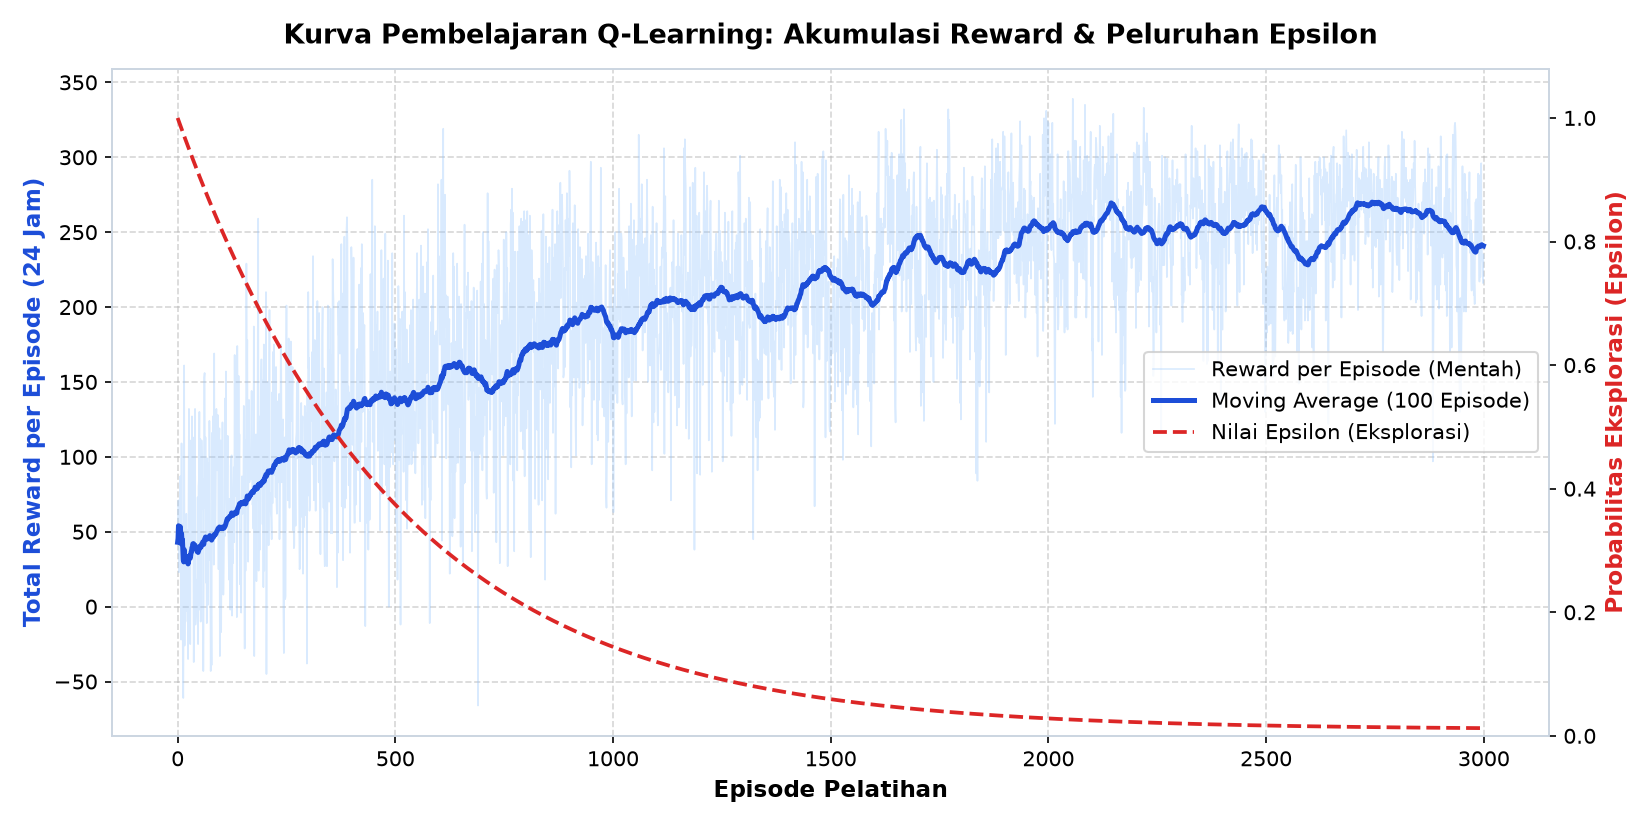 Kurva Pembelajaran Q-Learning: Akumulasi Reward & Peluruhan Epsilon
Total Reward per Episode (24 Jam)
350
300
250
200
150
100
50
0
−50
Reward per Episode (Mentah)
Moving Average (100 Episode)
Nilai Epsilon (Eksplorasi)
1.0
0.8
0.6
0.4
0.2
0.0
Probabilitas Eksplorasi (Epsilon)
0 500 1000 1500 2000 2500 3000
Episode Pelatihan